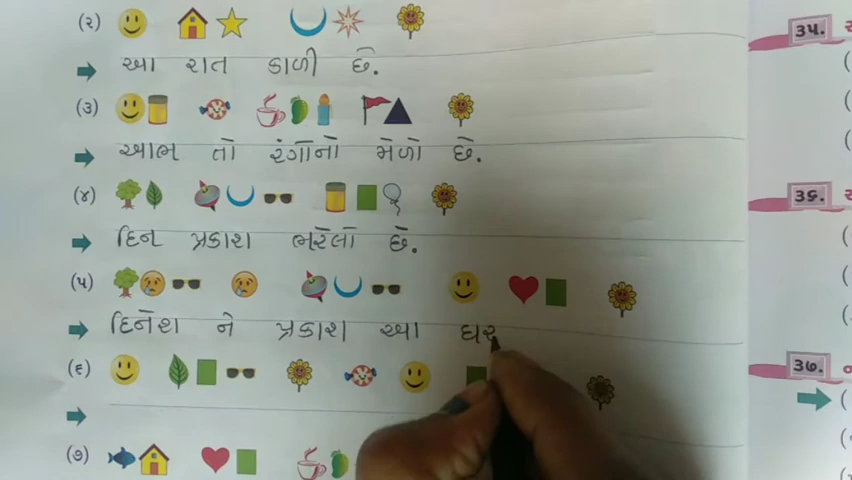 (૨)
આ રાત કાળી છે.
૩૫.
(૩)
આભ તો રંગોનો મેળો છે.
(૪)
૩૬.
દિન પ્રકાશ ભરેલો છે.
(૫)
દિનેશ ને પ્રકાશ આ ઘર
(૬)
૩૭.
(૭)